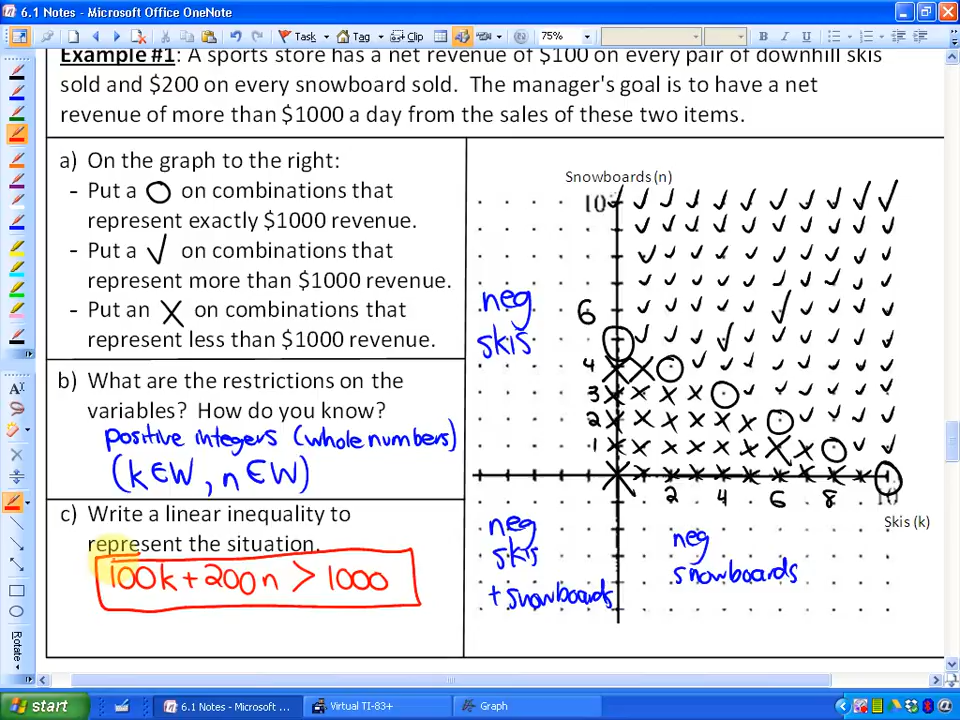 6.1 Notes - Microsoft Office OneNote
Task Tag Clip 75% B I U
Example #1: A sports store has a net revenue of $100 on every pair of downhill skis
sold and $200 on every snowboard sold. The manager's goal is to have a net
revenue of more than $1000 a day from the sales of these two items.
a) On the graph to the right:
- Put a O on combinations that
represent exactly $1000 revenue.
- Put a ✓ on combinations that
represent more than $1000 revenue.
- Put an X on combinations that
represent less than $1000 revenue.
b) What are the restrictions on the
variables? How do you know?
positive integers (whole numbers)
(k∈W, n∈W)
c) Write a linear inequality to
represent the situation.
100k + 200n > 1000
Snowboards (n)
10
6
4
3
2
1
2 4 6 8 10
Skis (k)
neg
skis
neg
skis
+ snowboards
neg
snowboards
Rotate
start 6.1 Notes - Microsoft ... Virtual TI-83+ Graph